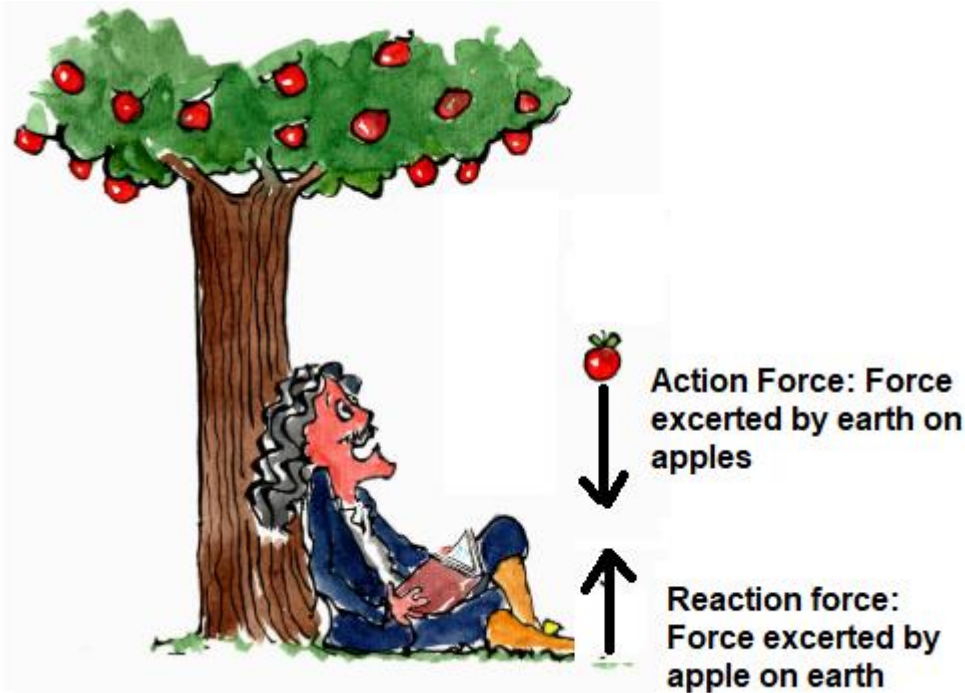 Action Force: Force
excerted by earth on
apples
Reaction force:
Force excerted by
apple on earth